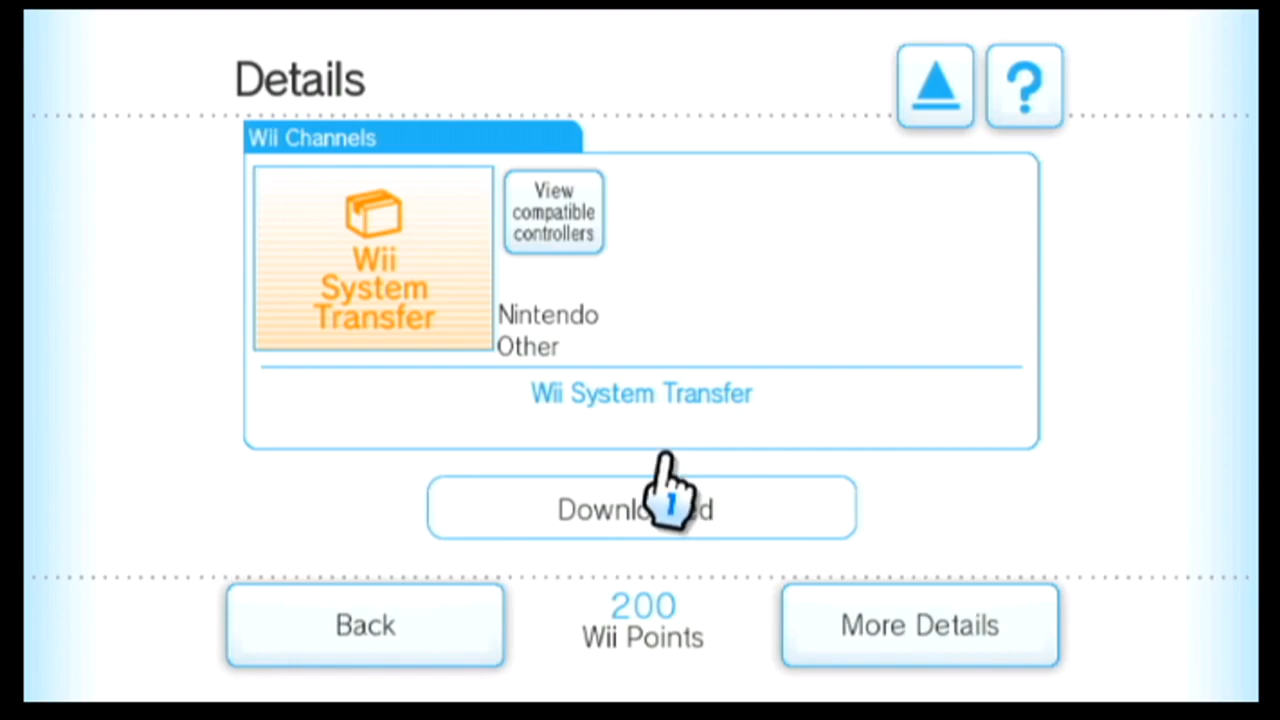 Details
?
Wii Channels
Wii
System
Transfer
View
compatible
controllers
Nintendo
Other
Wii System Transfer
1
Back
200
Wii Points
More Details